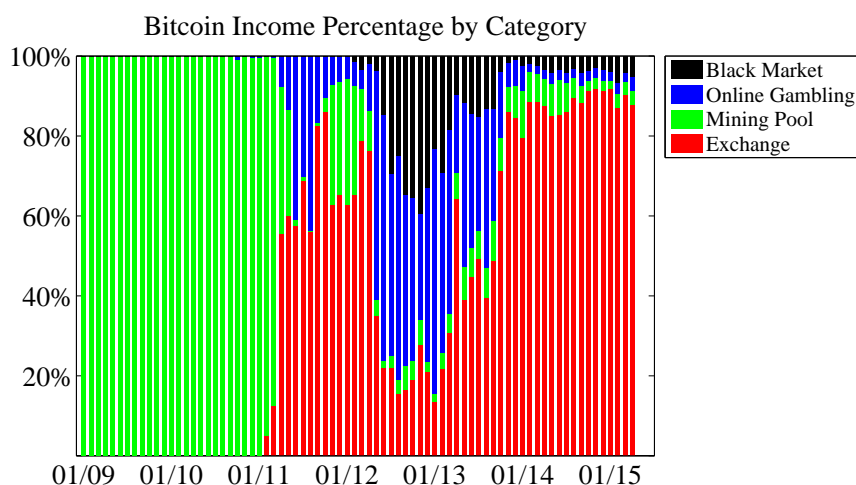 Bitcoin Income Percentage by Category
100%
80%
60%
40%
20%
01/09 01/10 01/11 01/12 01/13 01/14 01/15
Black Market
Online Gambling
Mining Pool
Exchange